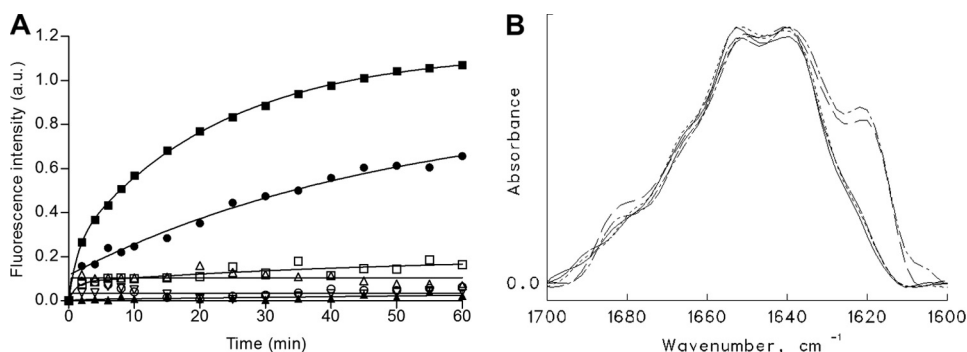 A
Fluorescence intensity (a.u.)
1.2
1.0
0.8
0.6
0.4
0.2
0.0
0 10 20 30 40 50 60
Time (min)
B
Absorbance
0.0
1700 1680 1660 1640 1620 1600
Wavenumber, cm⁻¹